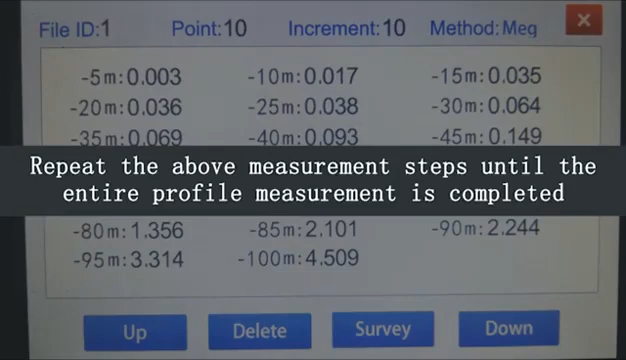 File ID:1 Point:10 Increment:10 Method:Meg
-5m:0.003 -10m:0.017 -15m:0.035
-20m:0.036 -25m:0.038 -30m:0.064
-35m:0.069 -40m:0.093 -45m:0.149
Repeat the above measurement steps until the
entire profile measurement is completed
-80m:1.356 -85m:2.101 -90m:2.244
-95m:3.314 -100m:4.509
Up Delete Survey Down